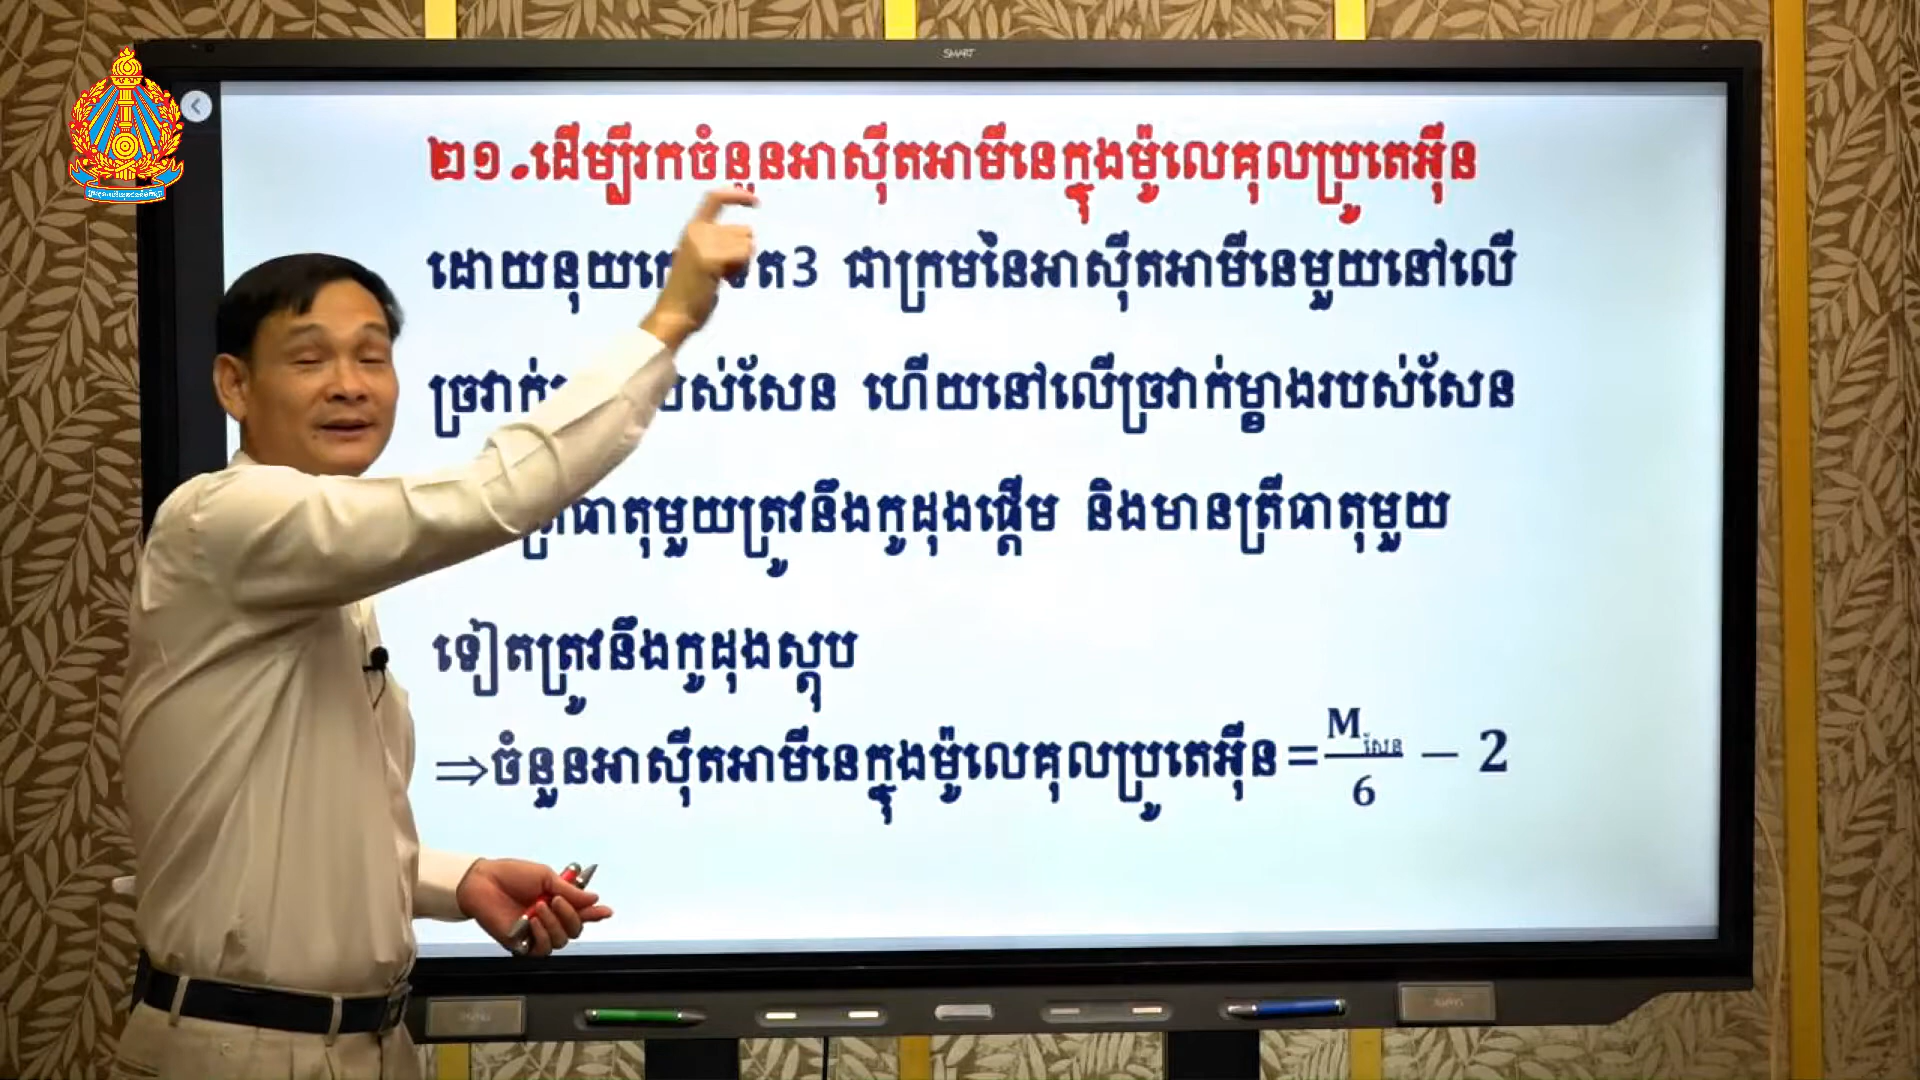 SMART
២១.ដើម្បីរកចំនួនអាស៊ីតអាមីនេក្នុងម៉ូលេគុលប្រូតេអ៊ីន
ដោយនុយក្លេ 3 ជាក្រមនៃអាស៊ីតអាមីនេមួយនៅលើ
ច្រវាក់ របស់សែន ហើយនៅលើច្រវាក់ម្ខាងរបស់សែន
ត្រីធាតុមួយត្រូវនឹងកូដុងផ្តើម និងមានត្រីធាតុមួយ
ទៀតត្រូវនឹងកូដុងស្តុប
⇒ចំនួនអាស៊ីតអាមីនេក្នុងម៉ូលេគុលប្រូតេអ៊ីន = Mសែន/6 − 2